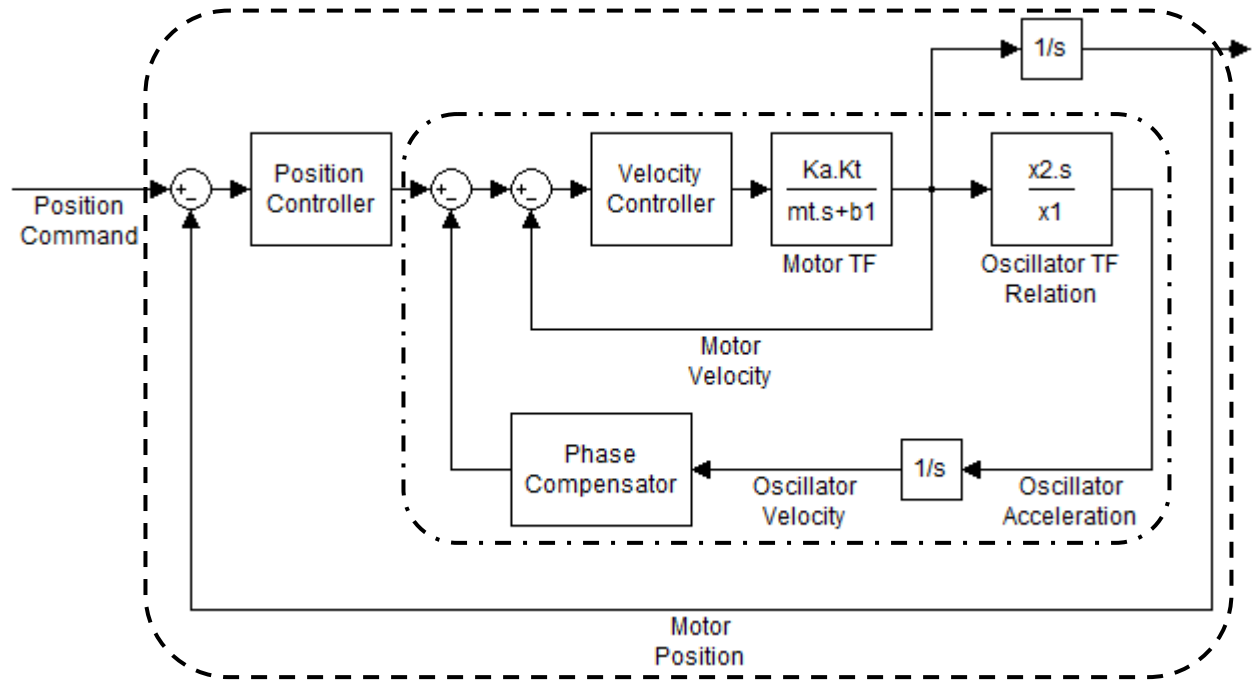 1/s
Position
Command
+
−
Position
Controller
+
−
+
−
Velocity
Controller
Ka.Kt
mt.s+b1
Motor TF
x2.s
x1
Oscillator TF
Relation
Motor
Velocity
Phase
Compensator
Oscillator
Velocity
1/s
Oscillator
Acceleration
Motor
Position